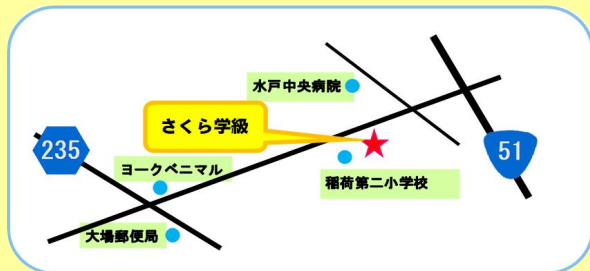 水戸中央病院
さくら学級
235
51
ヨークベニマル
稲荷第二小学校
大場郵便局